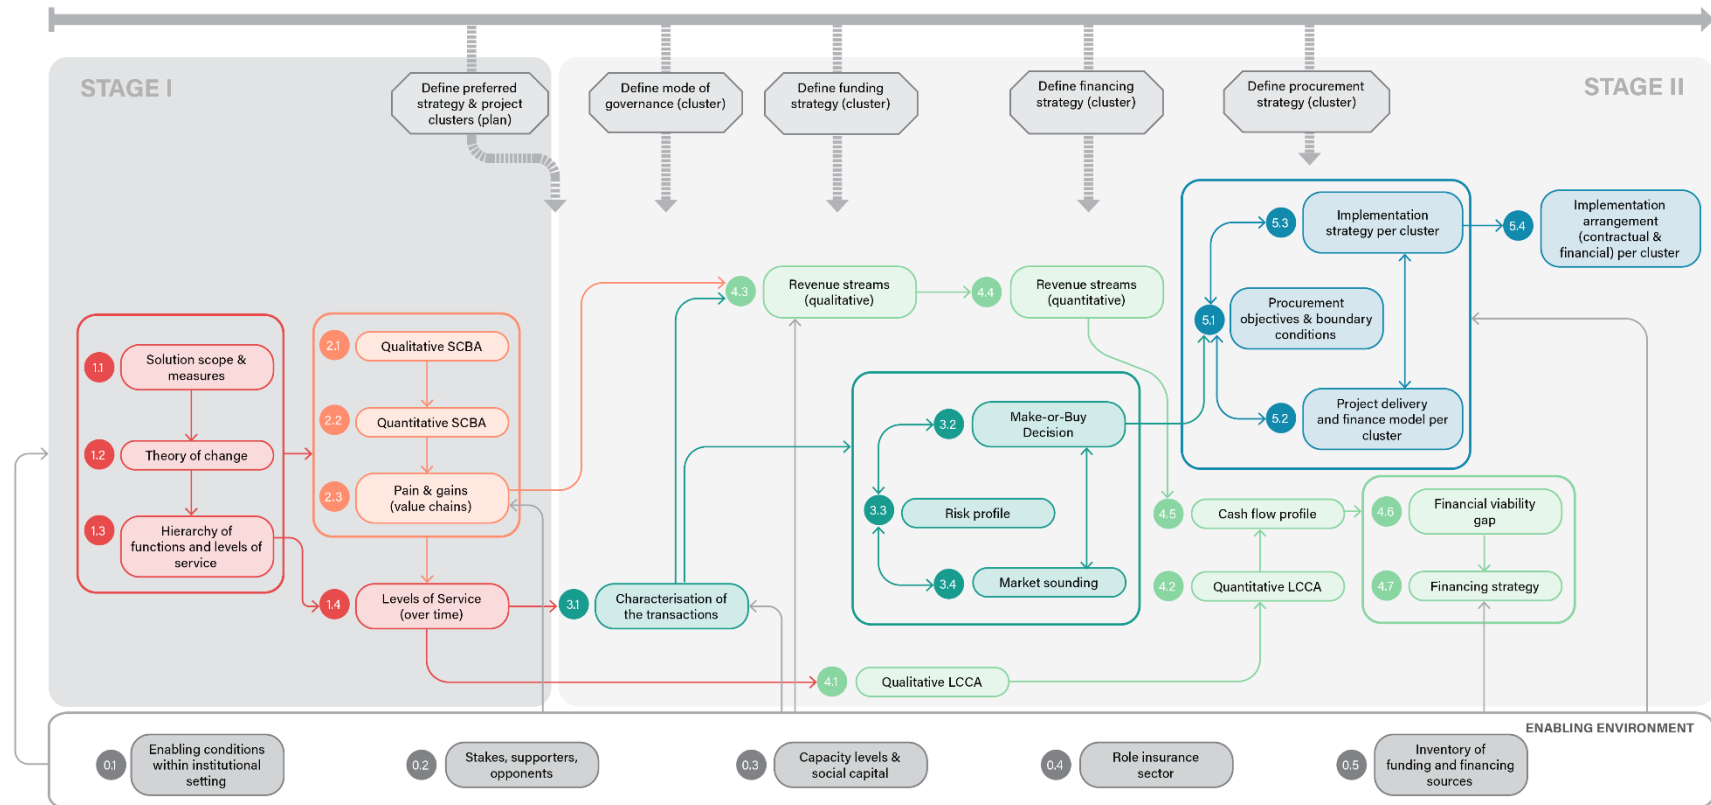 STAGE I
STAGE II
Define preferred
strategy & project
clusters (plan)
Define mode of
governance (cluster)
Define funding
strategy (cluster)
Define financing
strategy (cluster)
Define procurement
strategy (cluster)
1.1
Solution scope &
measures
1.2
Theory of change
1.3
Hierarchy of
functions and levels of
service
2.1
Qualitative SCBA
2.2
Quantitative SCBA
2.3
Pain & gains
(value chains)
1.4
Levels of Service
(over time)
3.1
Characterisation of
the transactions
4.3
Revenue streams
(qualitative)
4.4
Revenue streams
(quantitative)
3.2
Make-or-Buy
Decision
3.3
Risk profile
3.4
Market sounding
4.1
Qualitative LCCA
4.2
Quantitative LCCA
4.5
Cash flow profile
4.6
Financial viability
gap
4.7
Financing strategy
5.1
Procurement
objectives & boundary
conditions
5.2
Project delivery
and finance model per
cluster
5.3
Implementation
strategy per cluster
5.4
Implementation
arrangement
(contractual &
financial) per cluster
ENABLING ENVIRONMENT
0.1
Enabling conditions
within institutional
setting
0.2
Stakes, supporters,
opponents
0.3
Capacity levels &
social capital
0.4
Role insurance
sector
0.5
Inventory of
funding and financing
sources